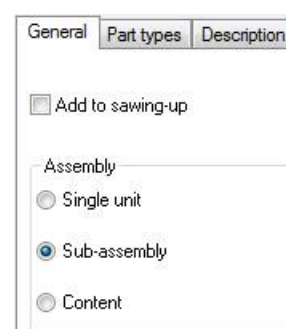 General Part types Description
Add to sawing-up
Assembly
Single unit
Sub-assembly
Content